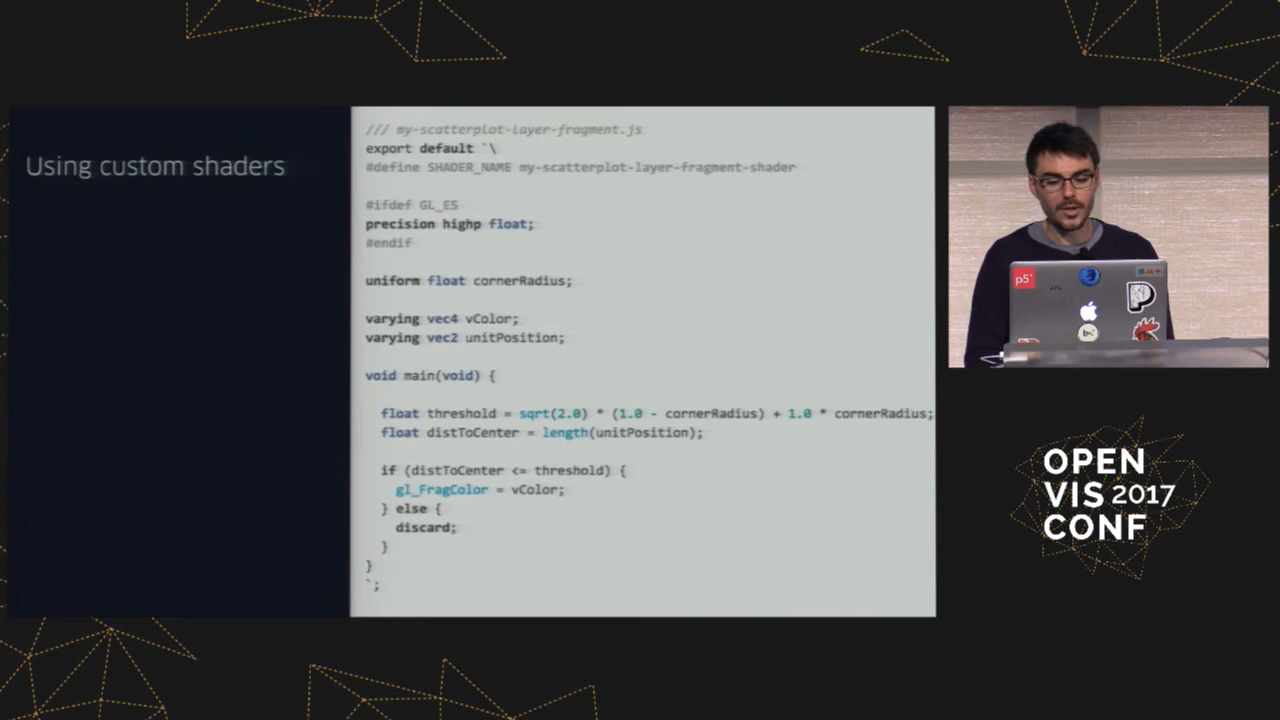 Using custom shaders
/// my-scatterplot-layer-fragment.js
export default `\
#define SHADER_NAME my-scatterplot-layer-fragment-shader
#ifdef GL_ES
precision highp float;
#endif
uniform float cornerRadius;
varying vec4 vColor;
varying vec2 unitPosition;
void main(void) {
float threshold = sqrt(2.0) * (1.0 - cornerRadius) + 1.0 * cornerRadius;
float distToCenter = length(unitPosition);
if (distToCenter <= threshold) {
gl_FragColor = vColor;
} else {
discard;
}
}
`;
p5*
OPEN
VIS 2017
CONF